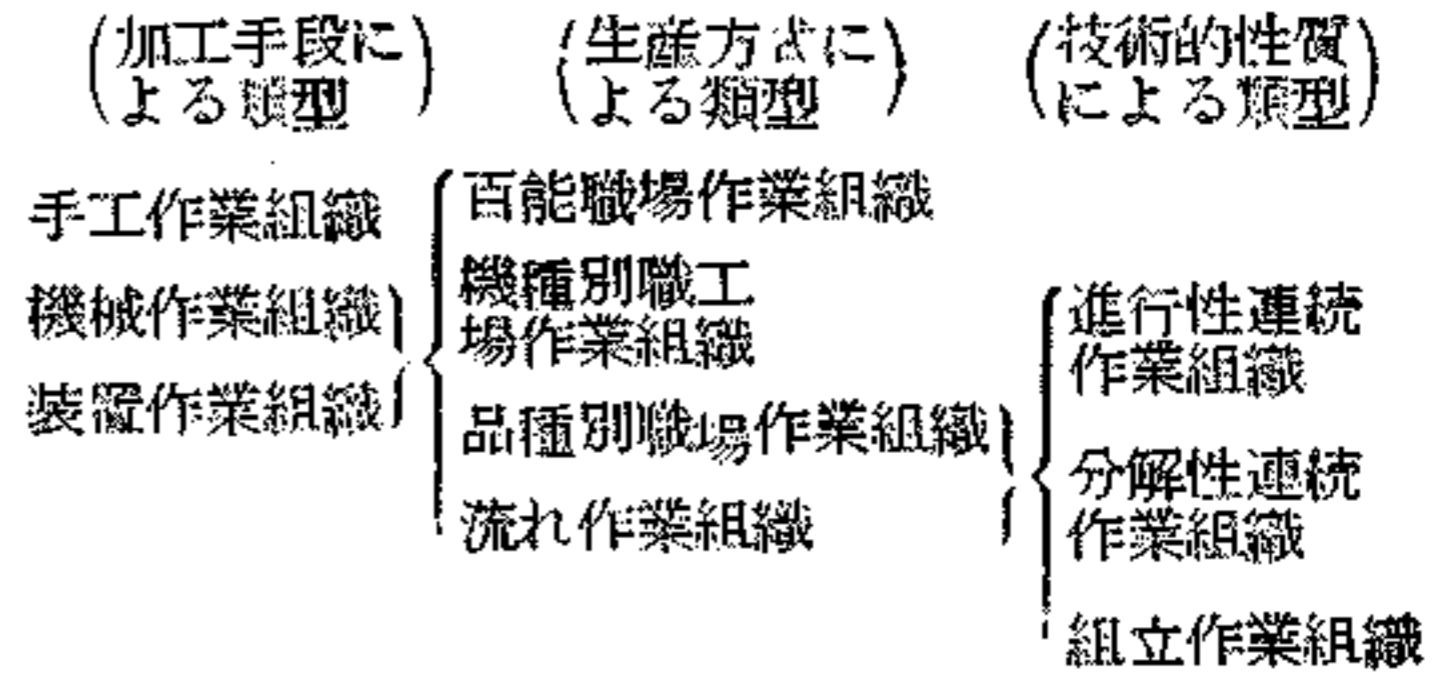 (加工手段に
による類型)
(生産方式に
よる類型)
(技術的性質
による類型)
手工作業組織
機械作業組織
装置作業組織
百能職場作業組織
機種別職工
場作業組織
品種別職場作業組織
流れ作業組織
進行性連続
作業組織
分解性連続
作業組織
組立作業組織